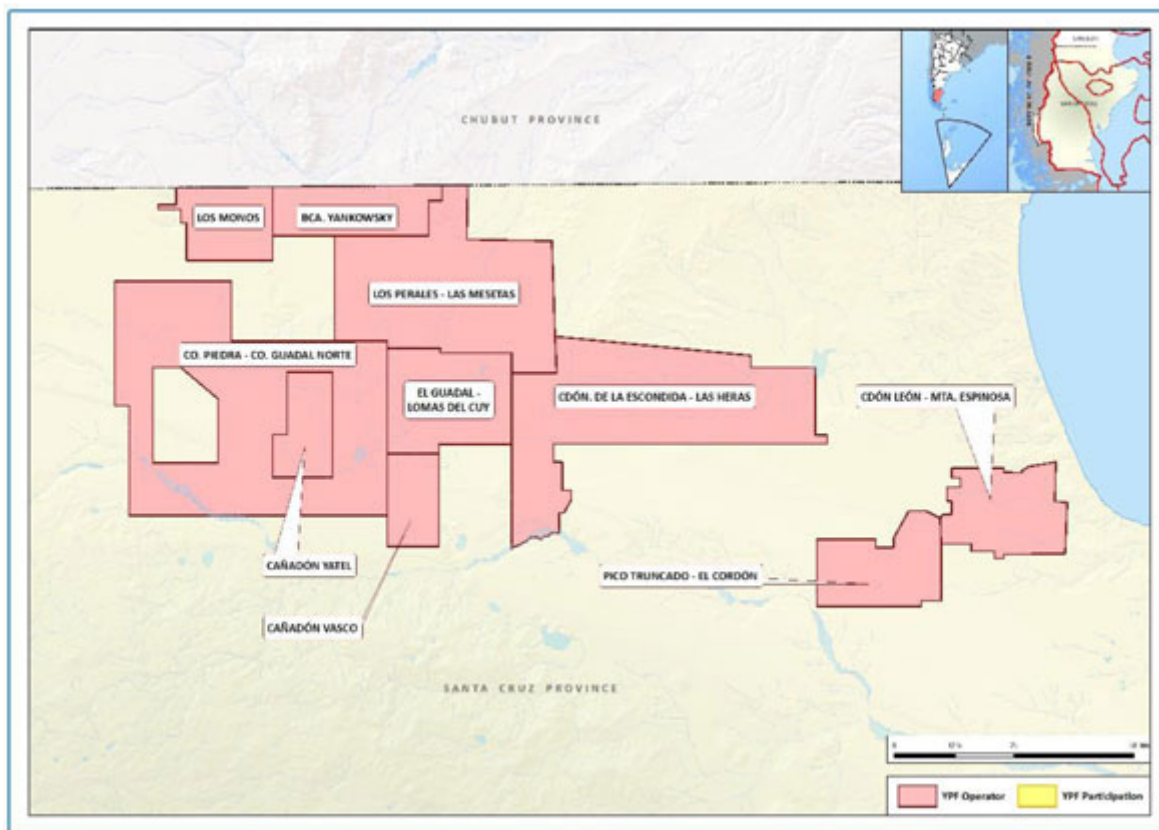 CHUBUT PROVINCE
LOS MONOS
BCA. YANKOWSKY
LOS PERALES - LAS MESETAS
CO. PIEDRA - CO. GUADAL NORTE
EL GUADAL -
LOMAS DEL CUY
CDÓN. DE LA ESCONDIDA - LAS HERAS
CDÓN LEÓN - MTA. ESPINOSA
CAÑADÓN YATEL
PICO TRUNCADO - EL CORDÓN
CAÑADÓN VASCO
SANTA CRUZ PROVINCE
0
YPF Operator
YPF Participation